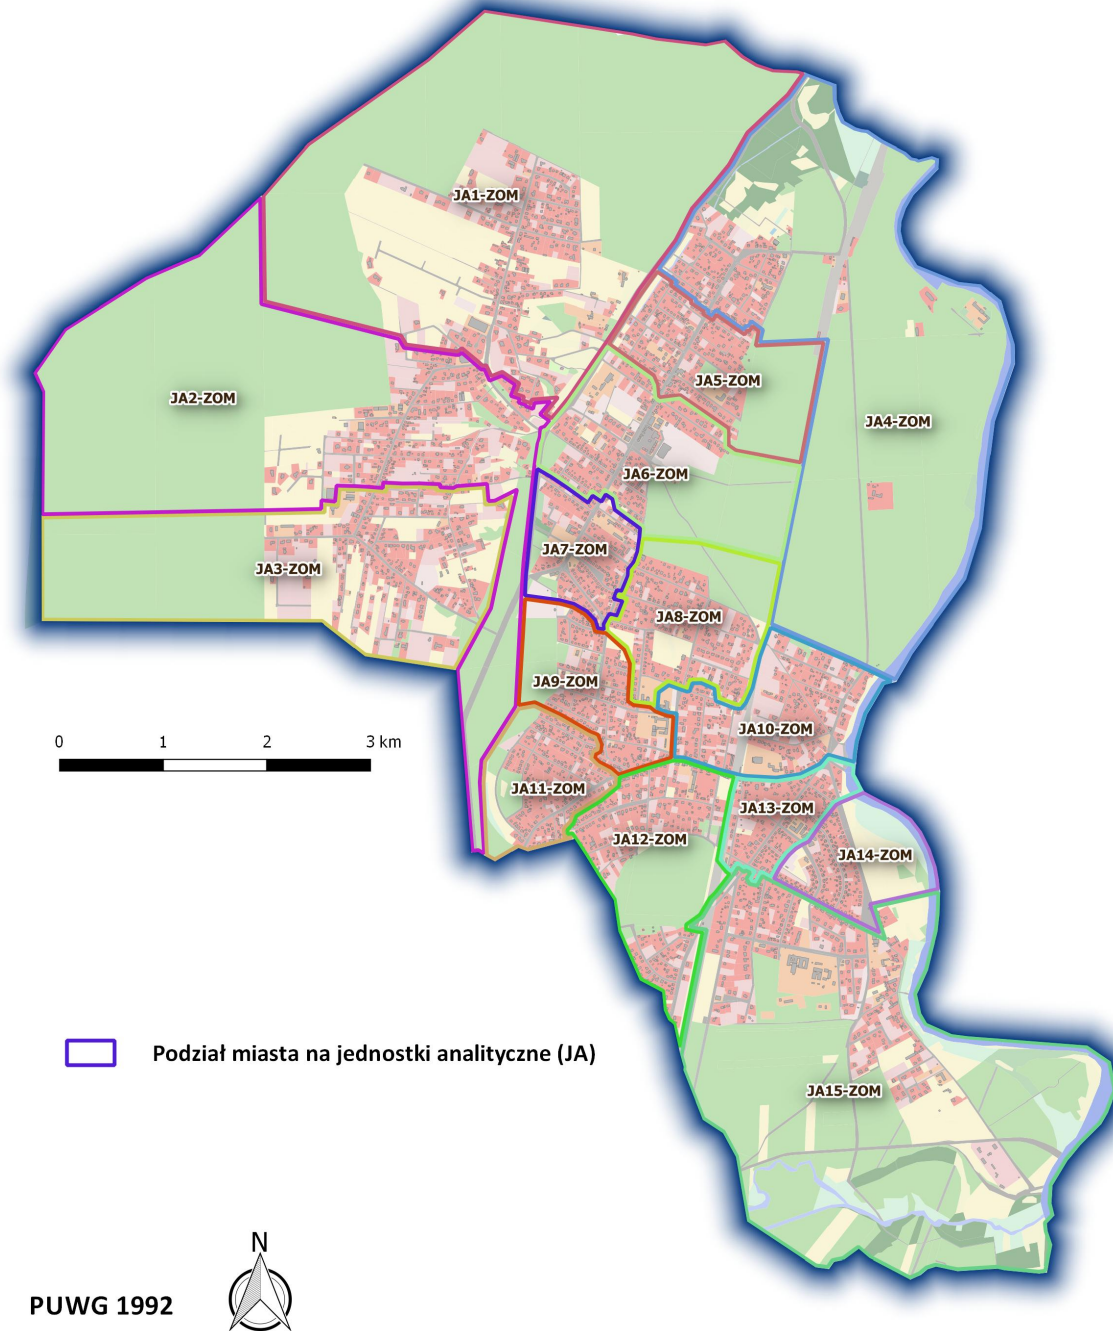 JA1-ZOM
JA5-ZOM
JA2-ZOM
JA4-ZOM
JA6-ZOM
JA7-ZOM
JA3-ZOM
JA8-ZOM
JA9-ZOM
JA10-ZOM
0 1 2 3 km
JA11-ZOM
JA13-ZOM
JA12-ZOM
JA14-ZOM
Podział miasta na jednostki analityczne (JA)
JA15-ZOM
N
PUWG 1992